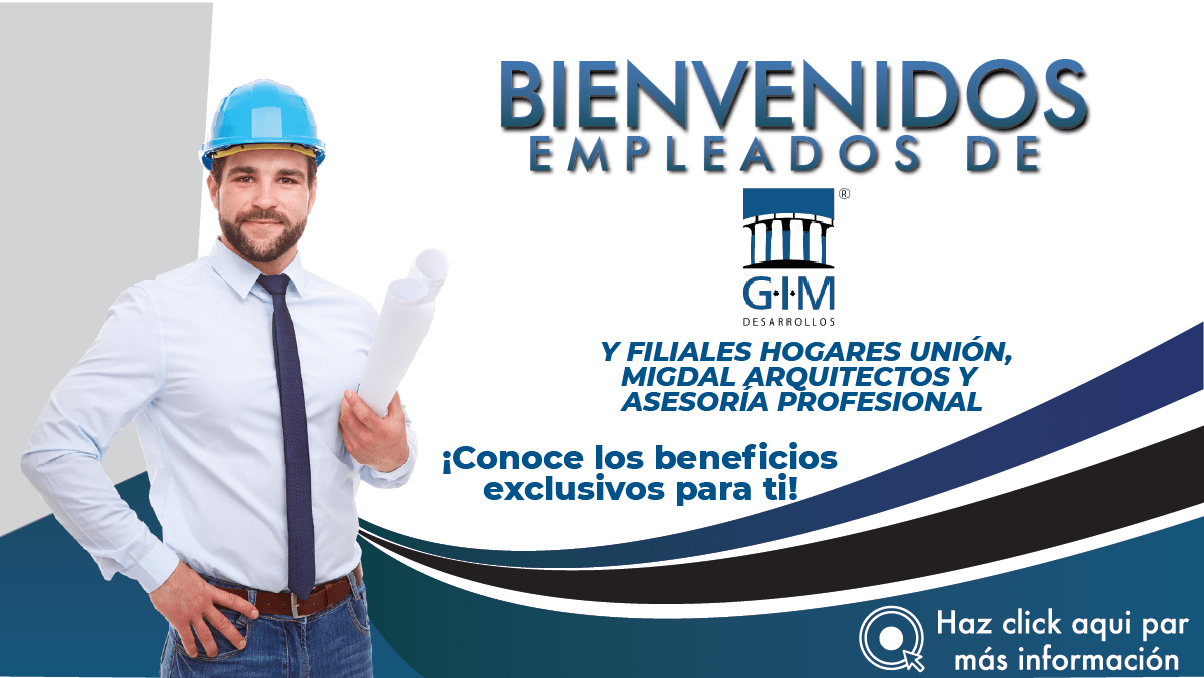 BIENVENIDOS
EMPLEADOS DE
®
G·I·M
DESARROLLOS
Y FILIALES HOGARES UNIÓN,
MIGDAL ARQUITECTOS Y
ASESORÍA PROFESIONAL
¡Conoce los beneficios
exclusivos para ti!
Haz click aqui par
más información